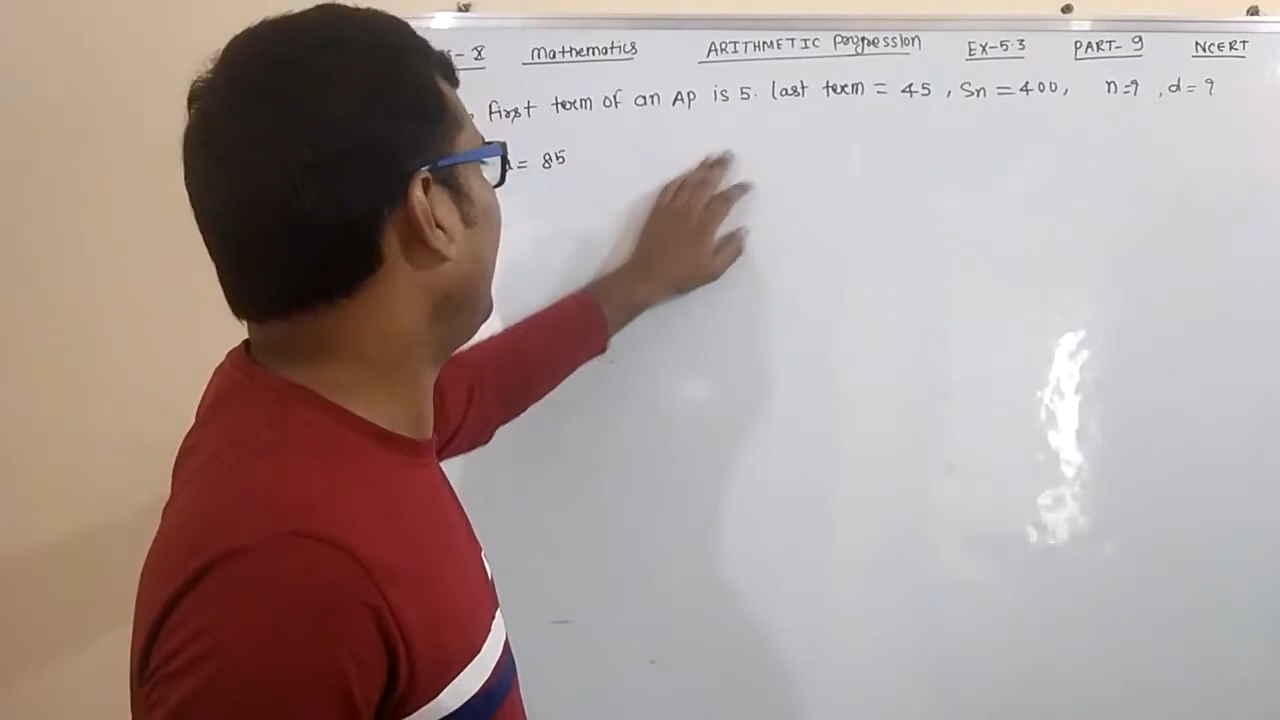 - X Mathematics ARITHMETIC Progression EX-5.3 PART-9 NCERT
First term of an AP is 5. last term = 45, Sn = 400, n=?, d=?
= 85